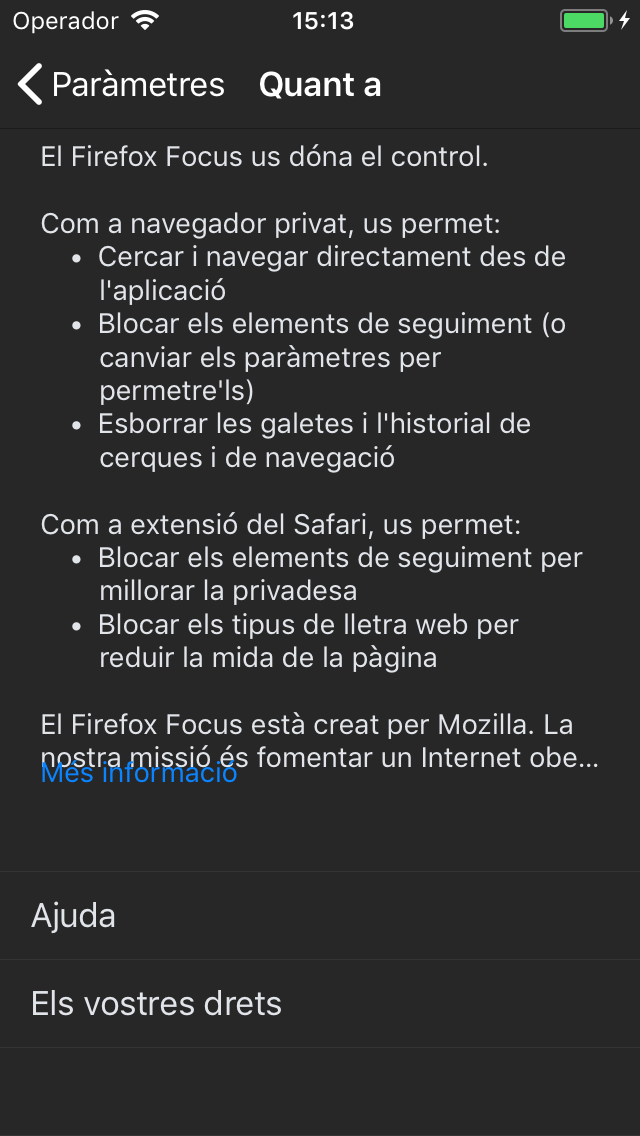 Operador 15:13
Paràmetres Quant a
El Firefox Focus us dóna el control.
Com a navegador privat, us permet:
• Cercar i navegar directament des de
l'aplicació
• Blocar els elements de seguiment (o
canviar els paràmetres per
permetre'ls)
• Esborrar les galetes i l'historial de
cerques i de navegació
Com a extensió del Safari, us permet:
• Blocar els elements de seguiment per
millorar la privadesa
• Blocar els tipus de lletra web per
reduir la mida de la pàgina
El Firefox Focus està creat per Mozilla. La
nostra missió és fomentar un Internet obe...
Més informació
Ajuda
Els vostres drets